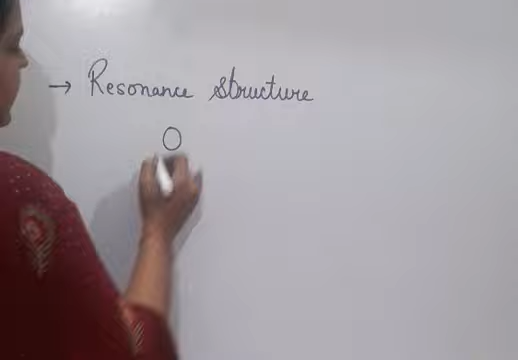 → Resonance structure
O